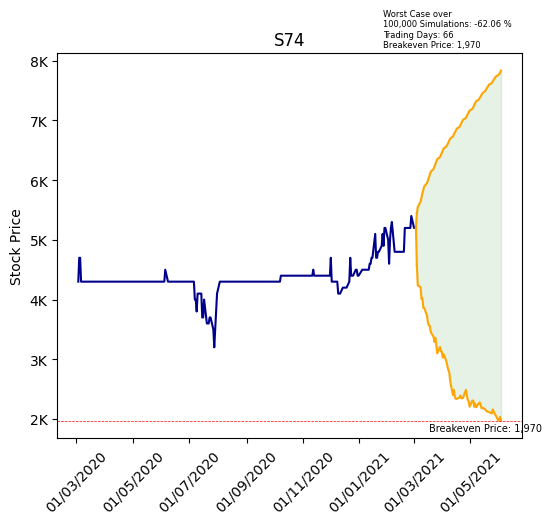 Worst Case over
100,000 Simulations: -62.06 %
Trading Days: 66
Breakeven Price: 1,970
S74
8K
7K
6K
5K
4K
3K
2K
Stock Price
Breakeven Price: 1,970
01/03/2020
01/05/2020
01/07/2020
01/09/2020
01/11/2020
01/01/2021
01/03/2021
01/05/2021